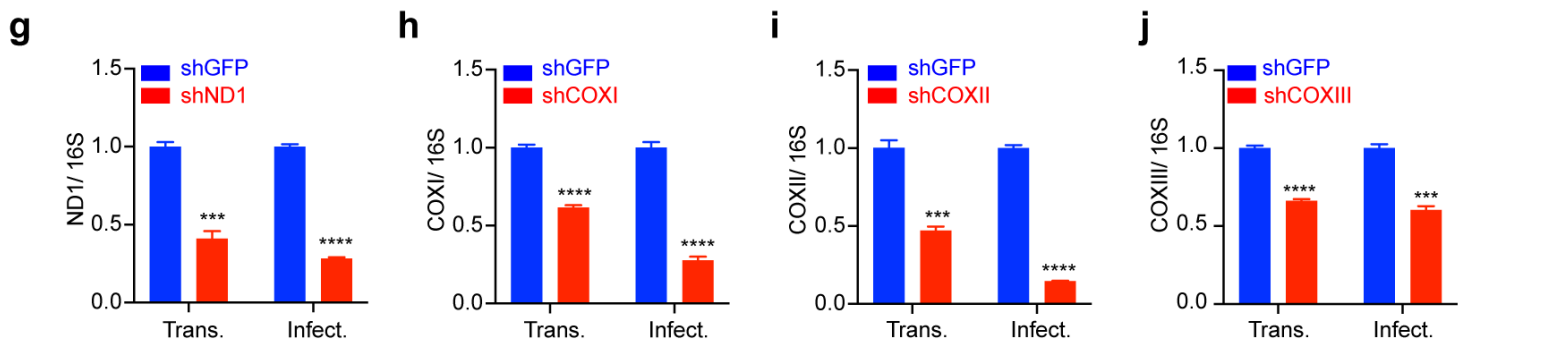 g
shGFP
shND1
ND1/ 16S
1.5
1.0
0.5
0.0
***
****
Trans.
Infect.
h
shGFP
shCOXI
COXI/ 16S
1.5
1.0
0.5
0.0
****
****
Trans.
Infect.
i
shGFP
shCOXII
COXII/ 16S
1.5
1.0
0.5
0.0
***
****
Trans.
Infect.
j
shGFP
shCOXIII
COXIII/ 16S
1.5
1.0
0.5
0.0
****
***
Trans.
Infect.